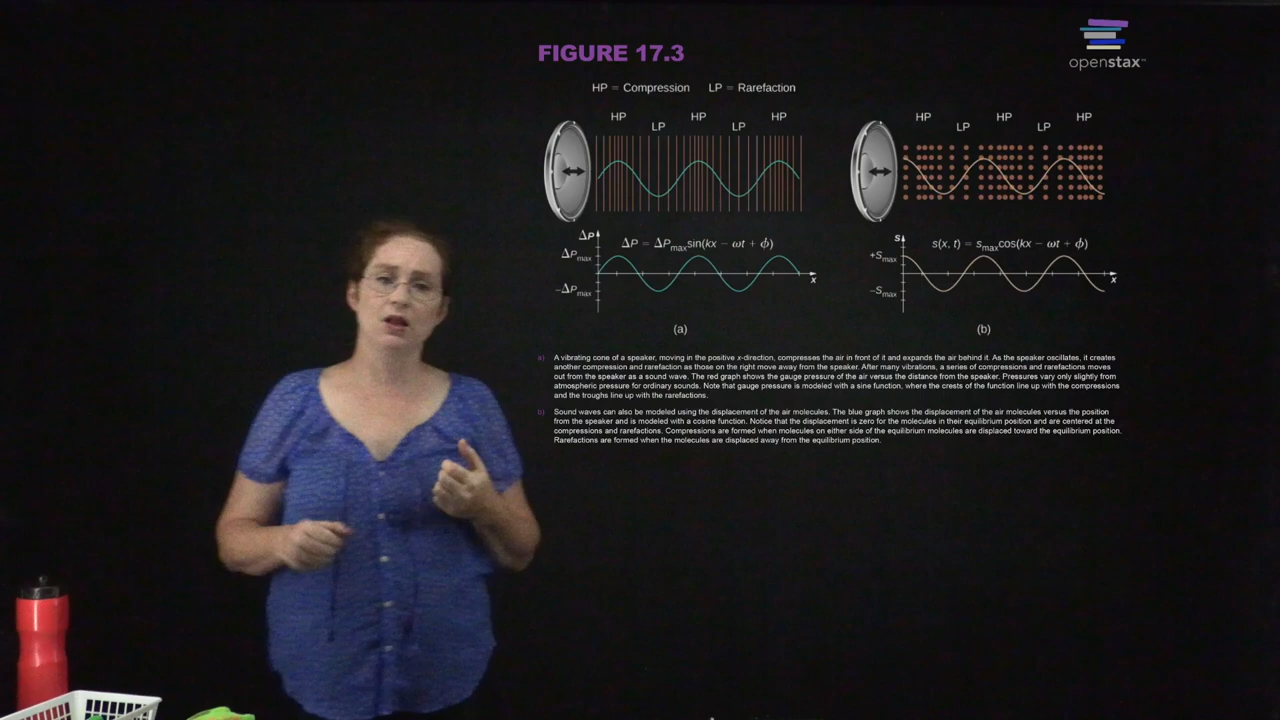 FIGURE 17.3
openstax™
HP = Compression LP = Rarefaction
HP HP HP
LP LP
HP HP HP
LP LP
ΔP
ΔPmax
−ΔPmax
ΔP = ΔPmax sin(kx − ωt + ϕ)
x
(a)
s
+smax
−smax
s(x, t) = smax cos(kx − ωt + ϕ)
x
(b)
a) A vibrating cone of a speaker, moving in the positive x-direction, compresses the air in front of it and expands the air behind it. As the speaker oscillates, it creates
another compression and rarefaction as those on the right move away from the speaker. After many vibrations, a series of compressions and rarefactions moves
out from the speaker as a sound wave. The red graph shows the gauge pressure of the air versus the distance from the speaker. Pressures vary only slightly from
atmospheric pressure for ordinary sounds. Note that gauge pressure is modeled with a sine function, where the crests of the function line up with the compressions
and the troughs line up with the rarefactions.
b) Sound waves can also be modeled using the displacement of the air molecules. The blue graph shows the displacement of the air molecules versus the position
from the speaker and is modeled with a cosine function. Notice that the displacement is zero for the molecules in their equilibrium position and are centered at the
compressions and rarefactions. Compressions are formed when molecules on either side of the equilibrium molecules are displaced toward the equilibrium position.
Rarefactions are formed when the molecules are displaced away from the equilibrium position.